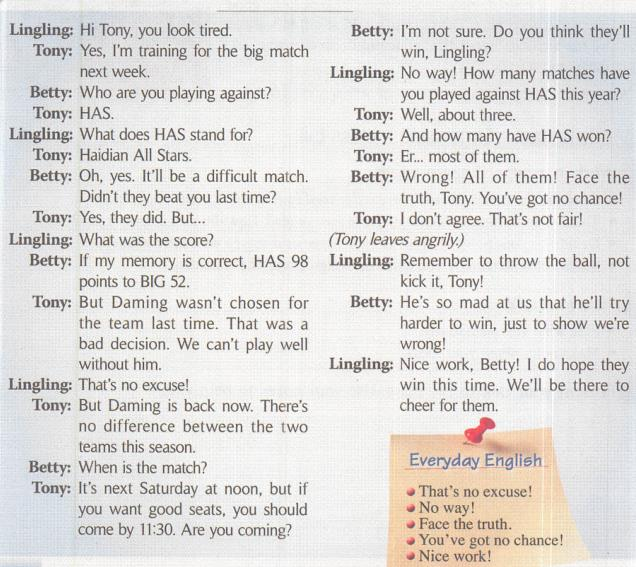 Lingling: Hi Tony, you look tired.
Tony: Yes, I'm training for the big match
next week.
Betty: Who are you playing against?
Tony: HAS.
Lingling: What does HAS stand for?
Tony: Haidian All Stars.
Betty: Oh, yes. It'll be a difficult match.
Didn't they beat you last time?
Tony: Yes, they did. But...
Lingling: What was the score?
Betty: If my memory is correct, HAS 98
points to BIG 52.
Tony: But Daming wasn't chosen for
the team last time. That was a
bad decision. We can't play well
without him.
Lingling: That's no excuse!
Tony: But Daming is back now. There's
no difference between the two
teams this season.
Betty: When is the match?
Tony: It's next Saturday at noon, but if
you want good seats, you should
come by 11:30. Are you coming?
Betty: I'm not sure. Do you think they'll
win, Lingling?
Lingling: No way! How many matches have
you played against HAS this year?
Tony: Well, about three.
Betty: And how many have HAS won?
Tony: Er... most of them.
Betty: Wrong! All of them! Face the
truth, Tony. You've got no chance!
Tony: I don't agree. That's not fair!
(Tony leaves angrily.)
Lingling: Remember to throw the ball, not
kick it, Tony!
Betty: He's so mad at us that he'll try
harder to win, just to show we're
wrong!
Lingling: Nice work, Betty! I do hope they
win this time. We'll be there to
cheer for them.
Everyday English
• That's no excuse!
• No way!
• Face the truth.
• You've got no chance!
• Nice work!